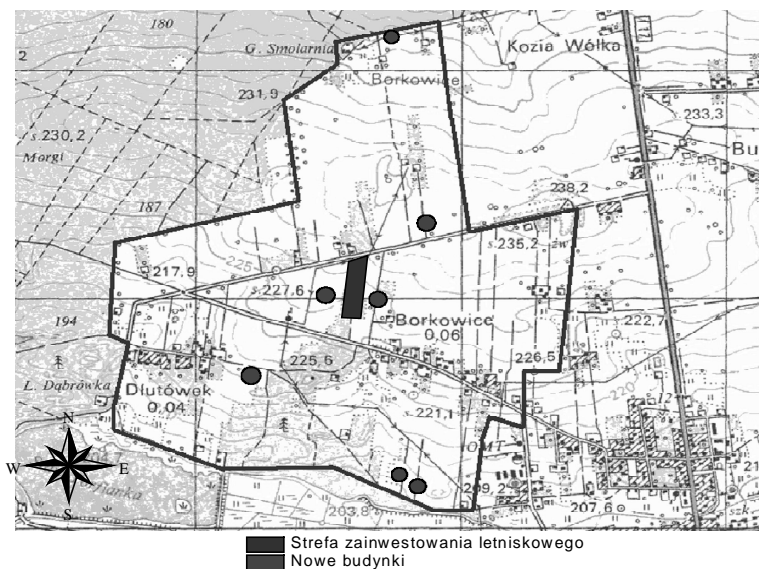 180
G. Smolarnia
Kozia Wólka
Borkowice
231,9
s.230,2
Morgi
233,3
Bu
187
238,2
s.235,2
217,9
225
s.227,6
194
Borkowice
0,06
222,7
226,5
225,6
Ł. Dąbrówka
Dłutówek
0,04
s.221,1
N
W
E
S
209,2
203,8
207,6
szk
Strefa zainwestowania letniskowego
Nowe budynki